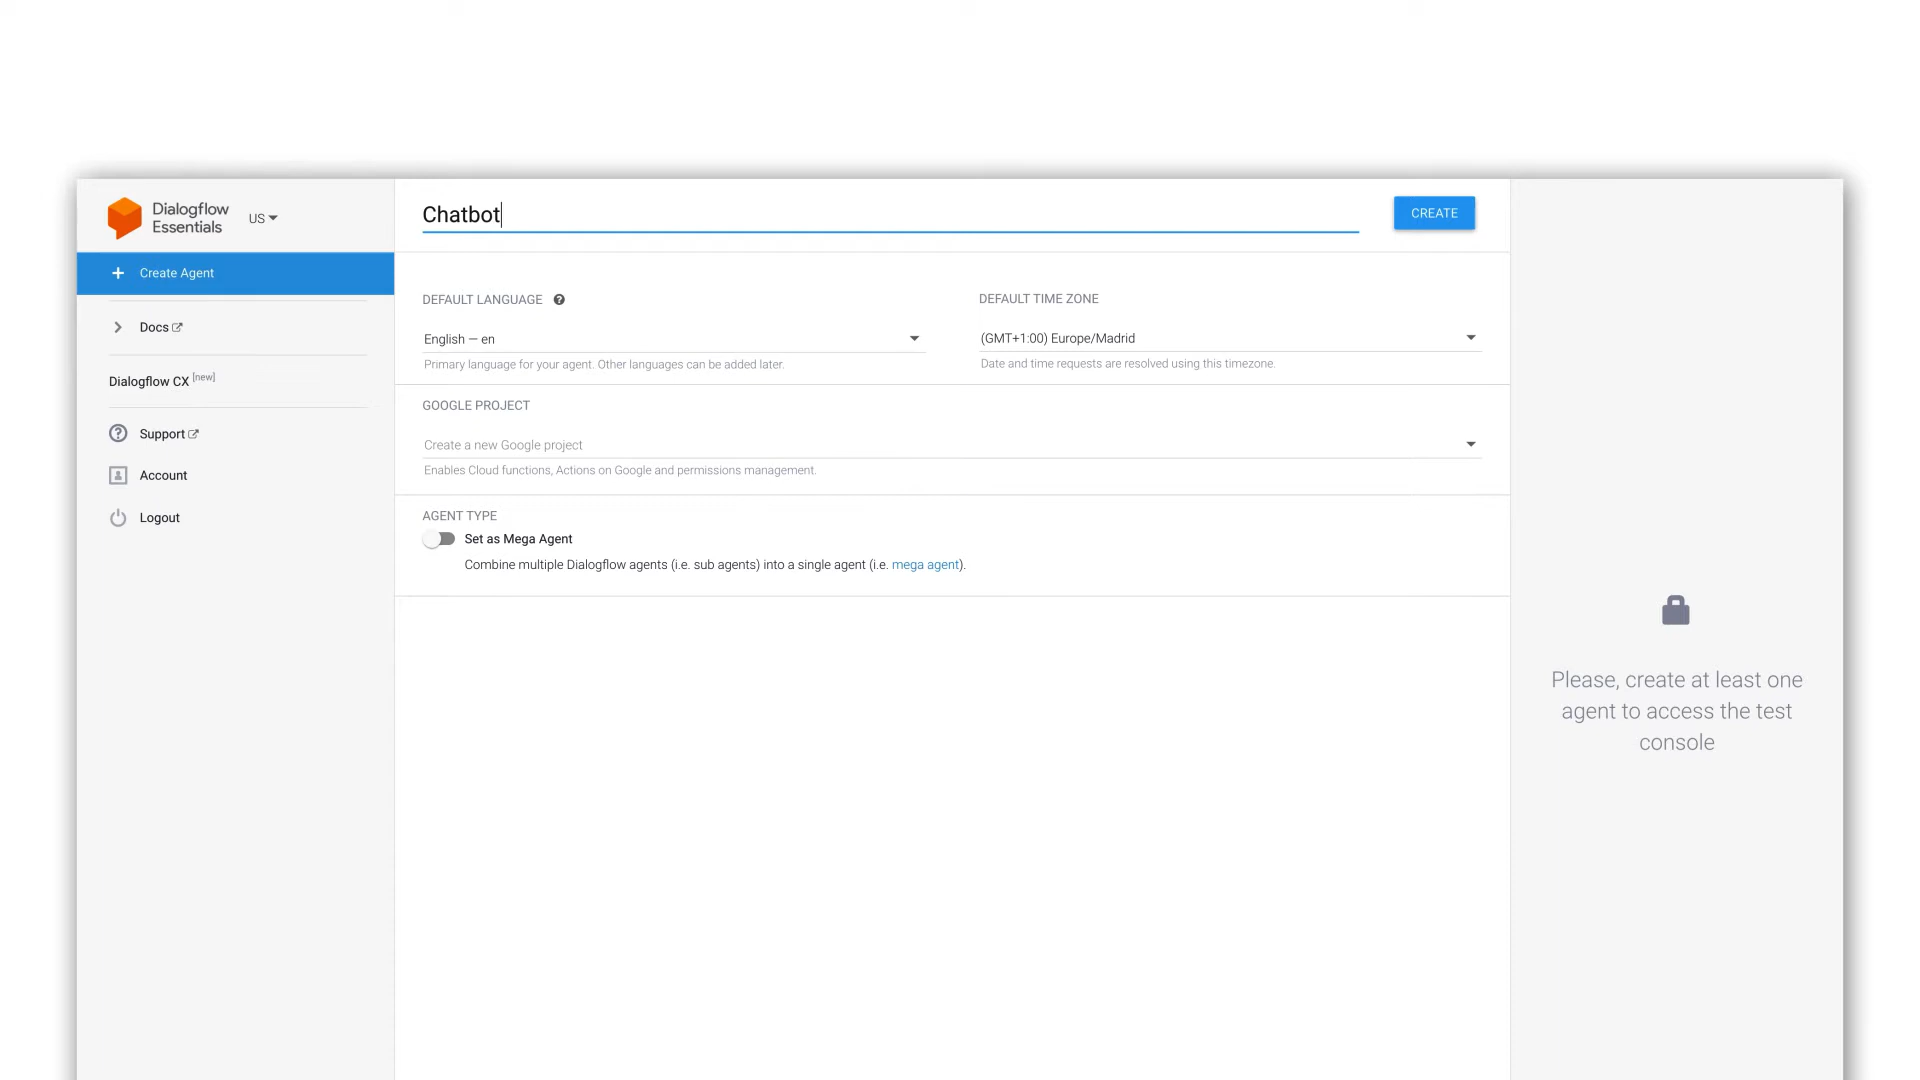 Dialogflow
Essentials
US
Chatbot
CREATE
Create Agent
Docs
Dialogflow CX [new]
Support
Account
Logout
DEFAULT LANGUAGE
English — en
Primary language for your agent. Other languages can be added later.
DEFAULT TIME ZONE
(GMT+1:00) Europe/Madrid
Date and time requests are resolved using this timezone.
GOOGLE PROJECT
Create a new Google project
Enables Cloud functions, Actions on Google and permissions management.
AGENT TYPE
Set as Mega Agent
Combine multiple Dialogflow agents (i.e. sub agents) into a single agent (i.e. mega agent).
Please, create at least one
agent to access the test
console